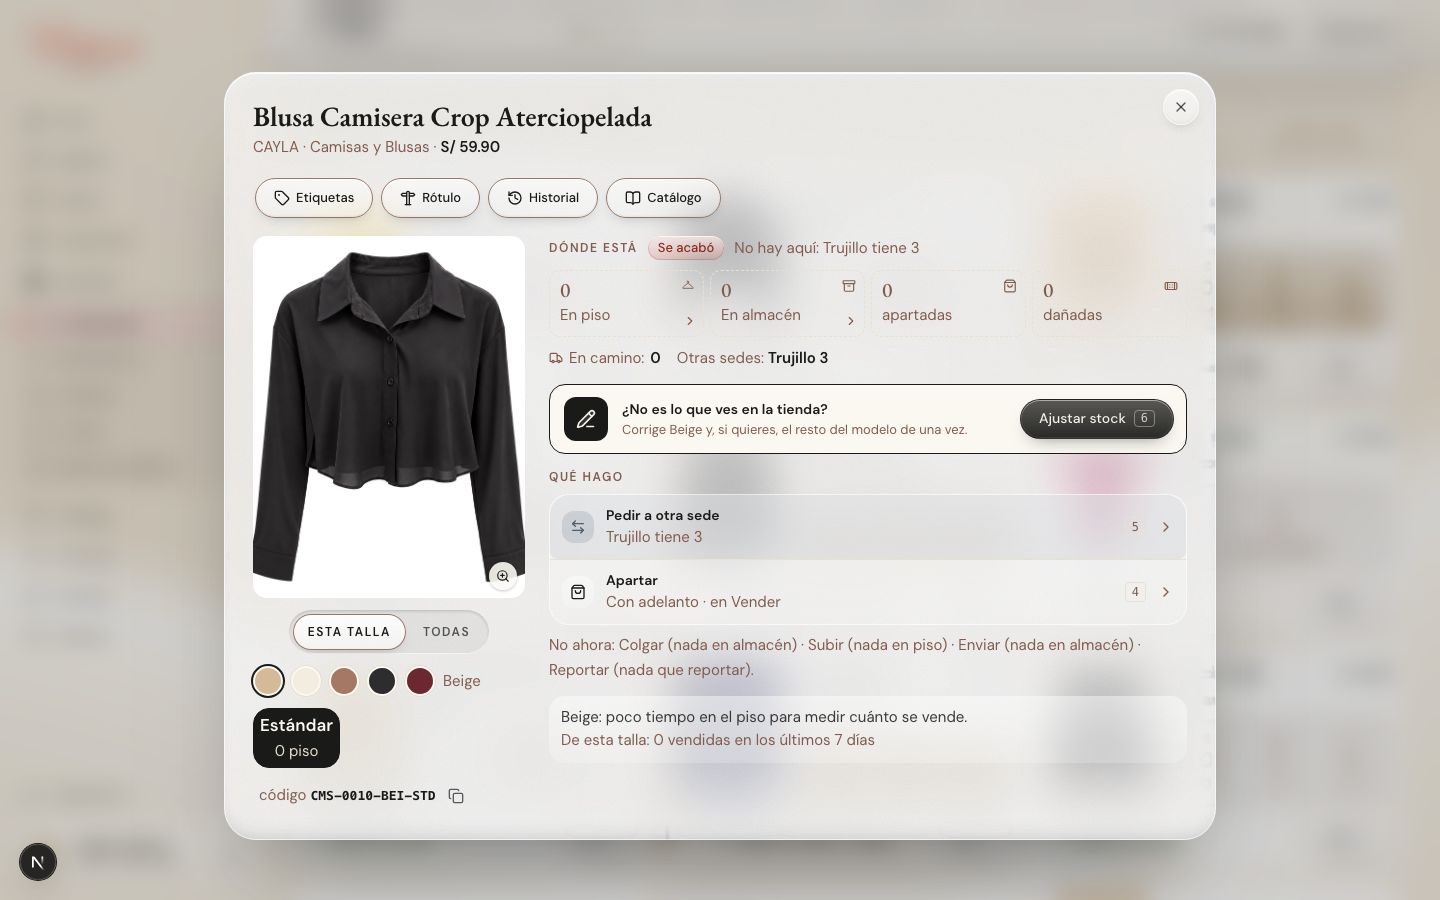 Blusa Camisera Crop Aterciopelada
CAYLA · Camisas y Blusas · S/ 59.90
Etiquetas
Rótulo
Historial
Catálogo
DÓNDE ESTÁ
Se acabó
No hay aquí: Trujillo tiene 3
0
En piso
0
En almacén
0
apartadas
0
dañadas
En camino: 0
Otras sedes: Trujillo 3
¿No es lo que ves en la tienda?
Corrige Beige y, si quieres, el resto del modelo de una vez.
Ajustar stock 6
QUÉ HAGO
Pedir a otra sede
Trujillo tiene 3
5
Apartar
Con adelanto · en Vender
4
No ahora: Colgar (nada en almacén) · Subir (nada en piso) · Enviar (nada en almacén) ·
Reportar (nada que reportar).
Beige: poco tiempo en el piso para medir cuánto se vende.
De esta talla: 0 vendidas en los últimos 7 días
ESTA TALLA
TODAS
Beige
Estándar
0 piso
código CMS-0010-BEI-STD
N